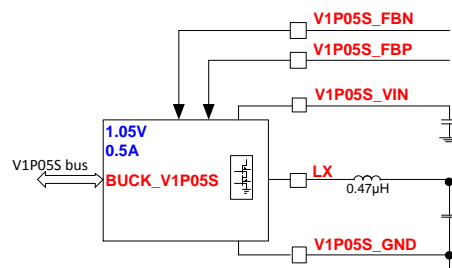 V1P05S_FBN
V1P05S_FBP
V1P05S_VIN
1.05V
0.5A
V1P05S bus
BUCK_V1P05S
LX
0.47µH
V1P05S_GND